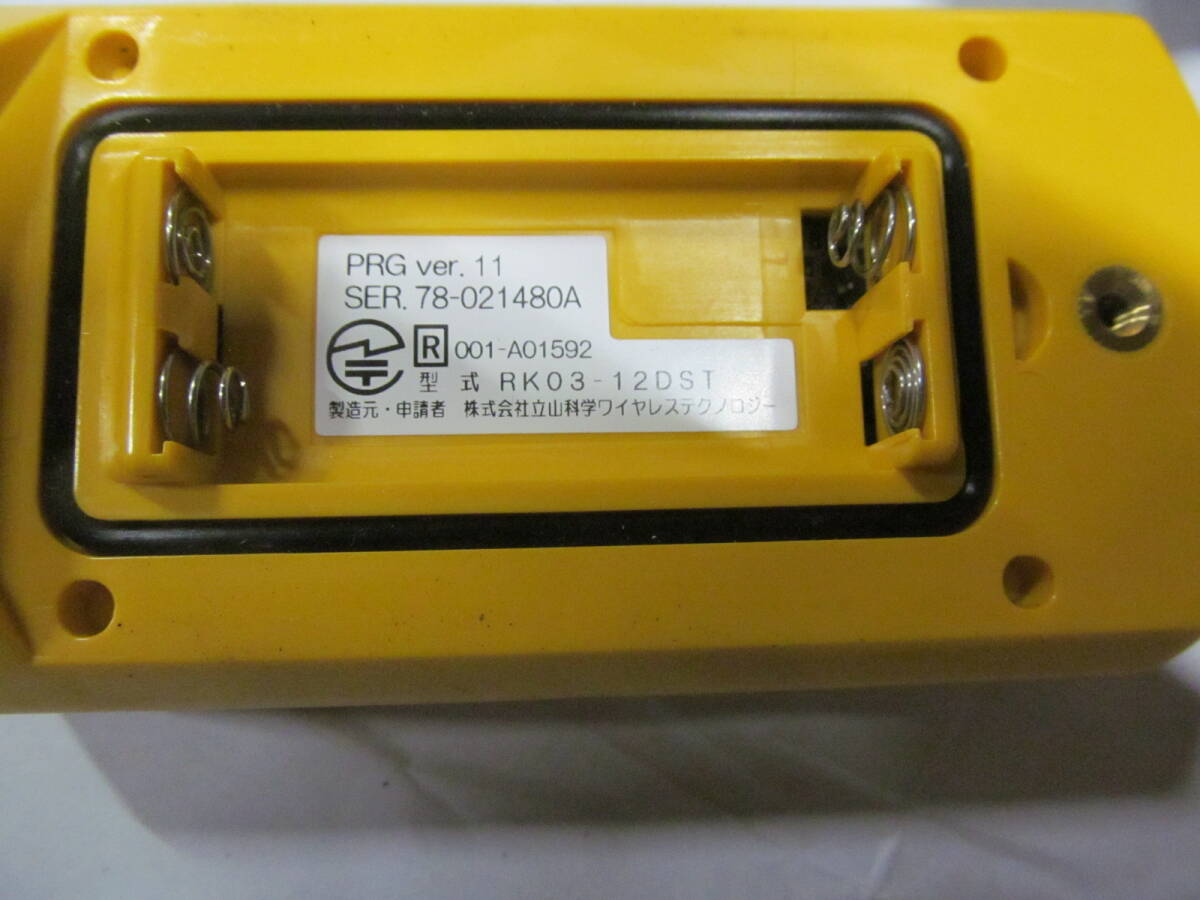 PRG ver. 11
SER. 78-021480A
R 001-A01592
型 式 RK03-12DST
製造元・申請者 株式会社立山科学ワイヤレステクノロジー